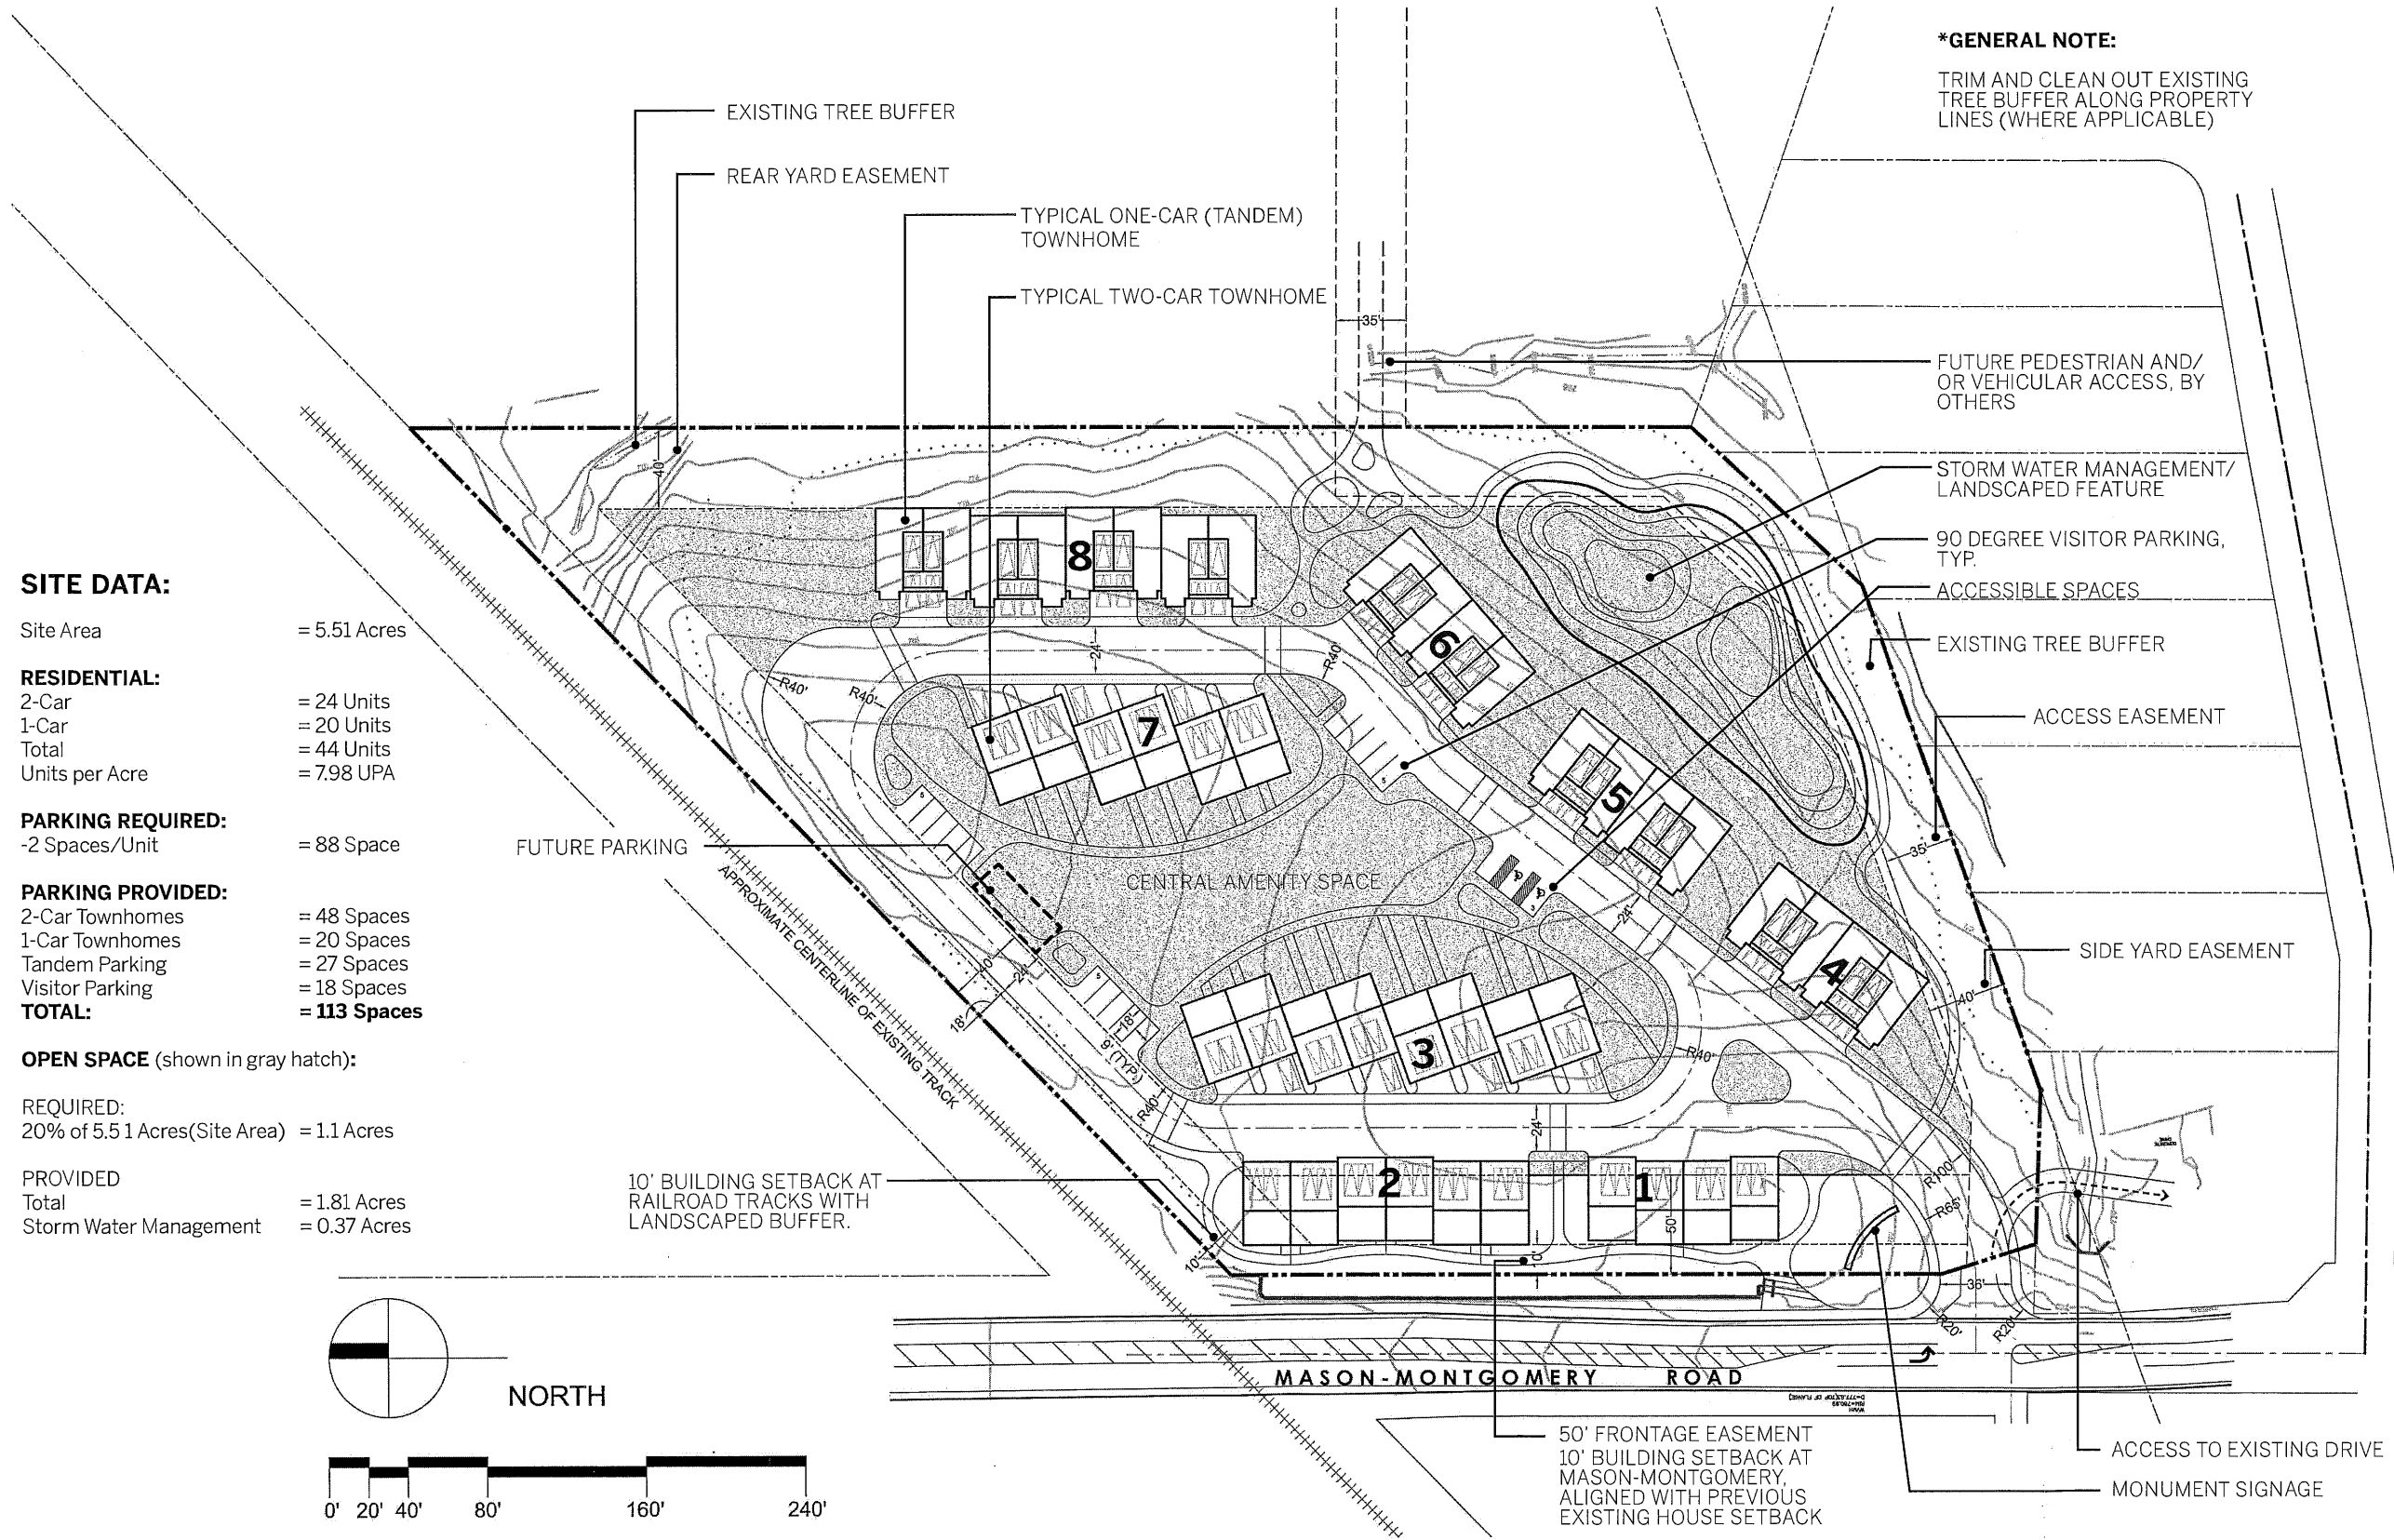 *GENERAL NOTE:
TRIM AND CLEAN OUT EXISTING
TREE BUFFER ALONG PROPERTY
LINES (WHERE APPLICABLE)
EXISTING TREE BUFFER
REAR YARD EASEMENT
TYPICAL ONE-CAR (TANDEM)
TOWNHOME
TYPICAL TWO-CAR TOWNHOME
35'
FUTURE PEDESTRIAN AND/
OR VEHICULAR ACCESS, BY
OTHERS
STORM WATER MANAGEMENT/
LANDSCAPED FEATURE
90 DEGREE VISITOR PARKING,
TYP.
ACCESSIBLE SPACES
EXISTING TREE BUFFER
ACCESS EASEMENT
SIDE YARD EASEMENT
40'
8
6
24'
R40'
R40'
R40'
7
5
5
6
FUTURE PARKING
CENTRAL AMENITY SPACE
3
35'
24'
4
40'
40'
24'
18'
5
18'
9' (TYP.)
3
R40'
R40'
APPROXIMATE CENTERLINE OF EXISTING TRACK
24'
2
1
50'
R100'
R65'
10'
10'
36'
R20'
R20'
10' BUILDING SETBACK AT
RAILROAD TRACKS WITH
LANDSCAPED BUFFER.
MASON-MONTGOMERY ROAD
50' FRONTAGE EASEMENT
10' BUILDING SETBACK AT
MASON-MONTGOMERY,
ALIGNED WITH PREVIOUS
EXISTING HOUSE SETBACK
ACCESS TO EXISTING DRIVE
MONUMENT SIGNAGE
SITE DATA:
Site Area = 5.51 Acres
RESIDENTIAL:
2-Car = 24 Units
1-Car = 20 Units
Total = 44 Units
Units per Acre = 7.98 UPA
PARKING REQUIRED:
-2 Spaces/Unit = 88 Space
PARKING PROVIDED:
2-Car Townhomes = 48 Spaces
1-Car Townhomes = 20 Spaces
Tandem Parking = 27 Spaces
Visitor Parking = 18 Spaces
TOTAL: = 113 Spaces
OPEN SPACE (shown in gray hatch):
REQUIRED:
20% of 5.5 1 Acres(Site Area) = 1.1 Acres
PROVIDED
Total = 1.81 Acres
Storm Water Management = 0.37 Acres
NORTH
0' 20' 40' 80' 160' 240'